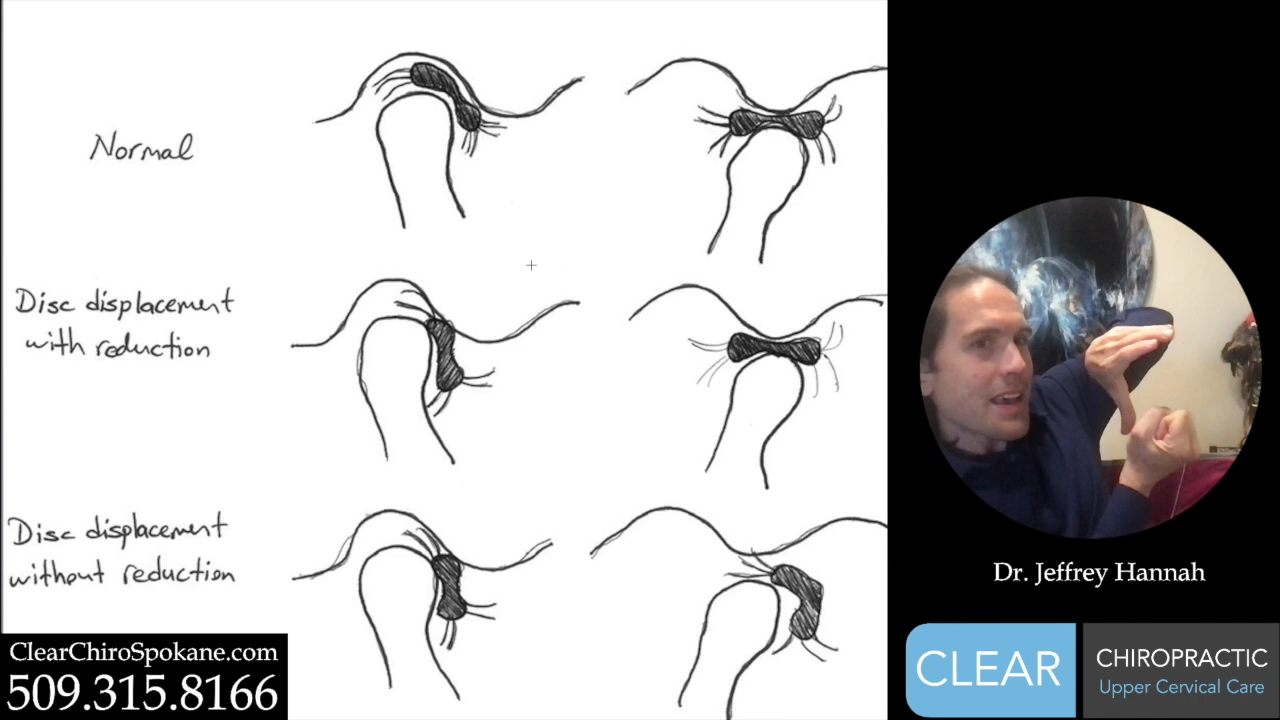 Normal
Disc displacement
with reduction
Disc displacement
without reduction
ClearChiroSpokane.com
509.315.8166
Dr. Jeffrey Hannah
CLEAR
CHIROPRACTIC
Upper Cervical Care